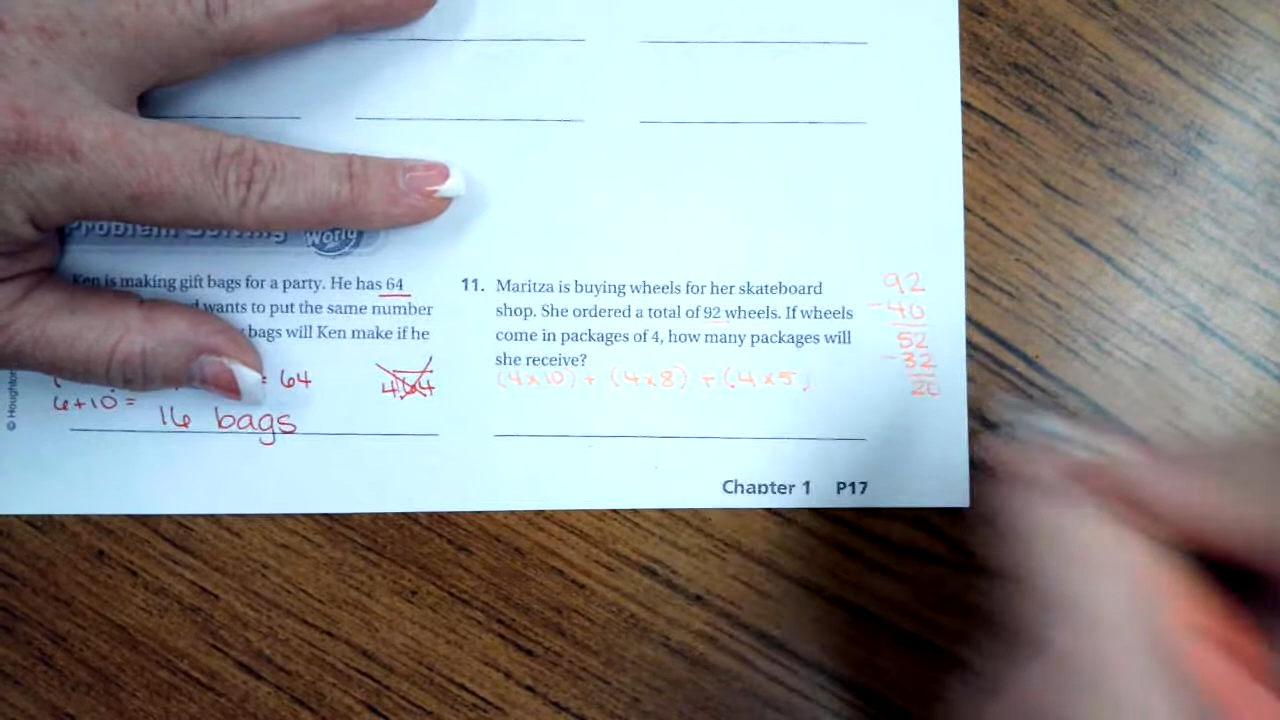 Problem Solving World
Ken is making gift bags for a party. He has 64
wants to put the same number
bags will Ken make if he
= 64
4)64
6+10=
16 bags
© Houghton
11. Maritza is buying wheels for her skateboard
shop. She ordered a total of 92 wheels. If wheels
come in packages of 4, how many packages will
she receive?
(4x10) + (4x8) + (4x5)
92
-40
52
-32
20
Chapter 1 P17